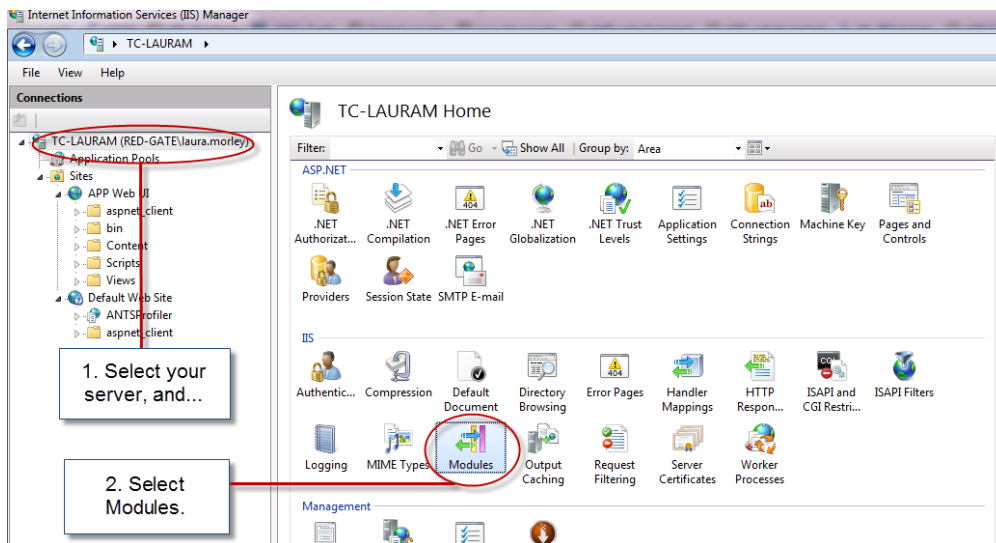 Internet Information Services (IIS) Manager
TC-LAURAM
File View Help
Connections
TC-LAURAM (RED-GATE\laura.morley)
Application Pools
Sites
APP Web UI
aspnet_client
bin
Content
Scripts
Views
Default Web Site
ANTSProfiler
aspnet_client
1. Select your
server, and...
2. Select
Modules.
TC-LAURAM Home
Filter: Go Show All Group by: Area
ASP.NET
.NET Authorizat...
.NET Compilation
.NET Error Pages
.NET Globalization
.NET Trust Levels
Application Settings
Connection Strings
Machine Key
Pages and Controls
Providers
Session State
SMTP E-mail
IIS
Authentic...
Compression
Default Document
Directory Browsing
Error Pages
Handler Mappings
HTTP Respon...
ISAPI and CGI Restri...
ISAPI Filters
Logging
MIME Types
Modules
Output Caching
Request Filtering
Server Certificates
Worker Processes
Management